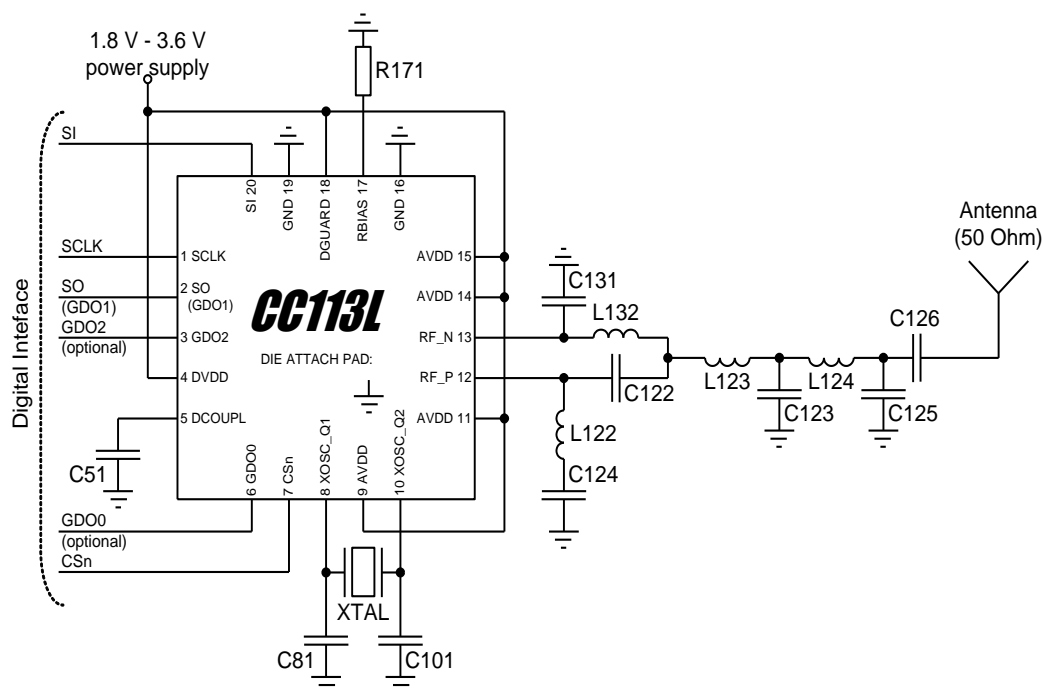 1.8 V - 3.6 V
power supply
R171
SI
SI 20
GND 19
DGUARD 18
RBIAS 17
GND 16
Antenna
(50 Ohm)
SCLK
1 SCLK
AVDD 15
SO
(GDO1)
2 SO
(GDO1)
AVDD 14
C131
L132
C126
GDO2
(optional)
3 GDO2
CC113L
RF_N 13
DIE ATTACH PAD:
4 DVDD
RF_P 12
C122
L123
L124
C123
C125
5 DCOUPL
AVDD 11
L122
C124
C51
6 GDO0
7 CSn
8 XOSC_Q1
9 AVDD
10 XOSC_Q2
GDO0
(optional)
CSn
XTAL
C81
C101
Digital Inteface